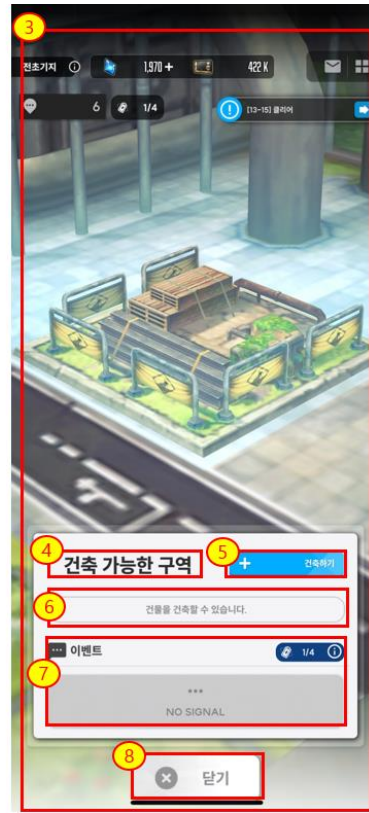 3
전초기지 1,970 + 422 K
6 1/4 [13-15] 클리어
4 건축 가능한 구역
5 + 건축하기
6 건물을 건축할 수 있습니다.
이벤트 1/4
7
NO SIGNAL
8 닫기